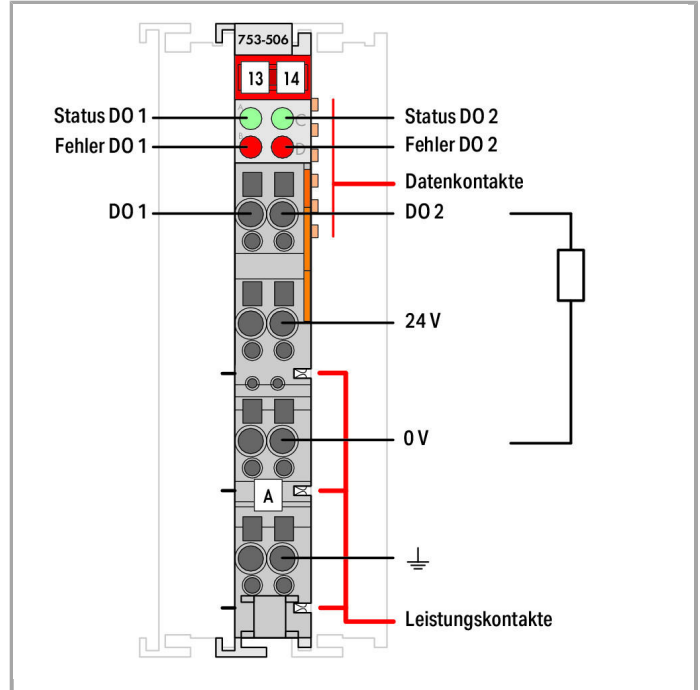 753-506
13 14
A C
Status DO 1 Status DO 2
B D
Fehler DO 1 Fehler DO 2
Datenkontakte
DO 1 DO 2
24 V
0 V
A
Leistungskontakte